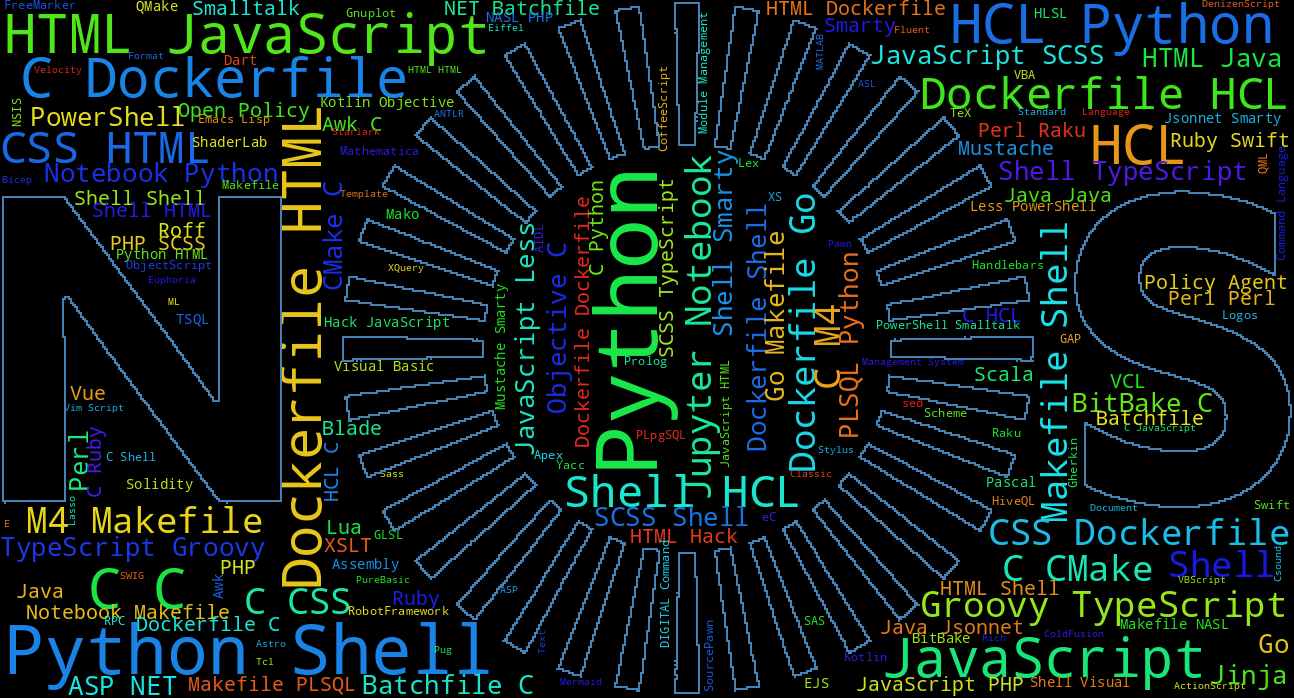 FreeMarker
QMake
Smalltalk
Gnuplot
NET Batchfile
NASL PHP
Eiffel
HTML Dockerfile
Smarty
Fluent
HLSL
DenizenScript
HTML JavaScript
HCL Python
Format
Dart
Velocity
HTML HTML
C Dockerfile
CoffeeScript
Module Management
MATLAB
ASL
JavaScript SCSS
VBA
HTML Java
Dockerfile HCL
NSIS
PowerShell
Open Policy
Emacs Lisp
Kotlin Objective
ANTLR
Awk C
Starlark
TeX
Standard
Language
Jsonnet Smarty
Perl Raku
HCL
Ruby Swift
CSS HTML
ShaderLab
Mathematica
Mustache
Lex
Notebook Python
Bicep
Makefile
Shell TypeScript
QML
Command Language
Shell Shell
Shell HTML
Template
Mako
XS
Java Java
Less PowerShell
Roff
PHP SCSS
Python HTML
ObjectScript
Euphoria
ML
TSQL
Dockerfile HTML
CMake C
XQuery
AIDL
JavaScript Less
Objective C
Dockerfile Dockerfile
C Python
Python
SCSS TypeScript
Jupyter Notebook
Shell Smarty
Dockerfile Shell
Go Makefile
Dockerfile Go
C M4
PLSQL Python
Pawn
Handlebars
Makefile Shell
Policy Agent
Perl Perl
Logos
C HCL
PowerShell Smalltalk
GAP
Hack JavaScript
Mustache Smarty
Visual Basic
Prolog
JavaScript HTML
Management System
Scala
VCL
BitBake C
Batchfile
C JavaScript
Vue
Vim Script
Perl
C Ruby
C Shell
Blade
HCL C
PLpgSQL
sed
Scheme
Raku
Gherkin
Apex
Yacc
Stylus
Classic
Sass
Solidity
Lasso
Pascal
HiveQL
Document
Swift
E
M4 Makefile
Shell HCL
SCSS Shell
eC
HTML Hack
Lua
GLSL
XSLT
TypeScript Groovy
CSS Dockerfile
C CMake
Shell
Csound
VBScript
PHP
Assembly
PureBasic
SWIG
C C
Awk
Java
C CSS
Ruby
RobotFramework
ASP
DIGITAL Command
HTML Shell
Groovy TypeScript
Notebook Makefile
RPC
Dockerfile C
SAS
Java Jsonnet
BitBake
Rich
ColdFusion
Makefile NASL
Go
Python Shell
Astro
Tcl
Pug
Text
SourcePawn
Kotlin
JavaScript
Jinja
ASP NET
Makefile PLSQL
Batchfile C
Mermaid
EJS
JavaScript PHP
Shell Visual
ActionScript